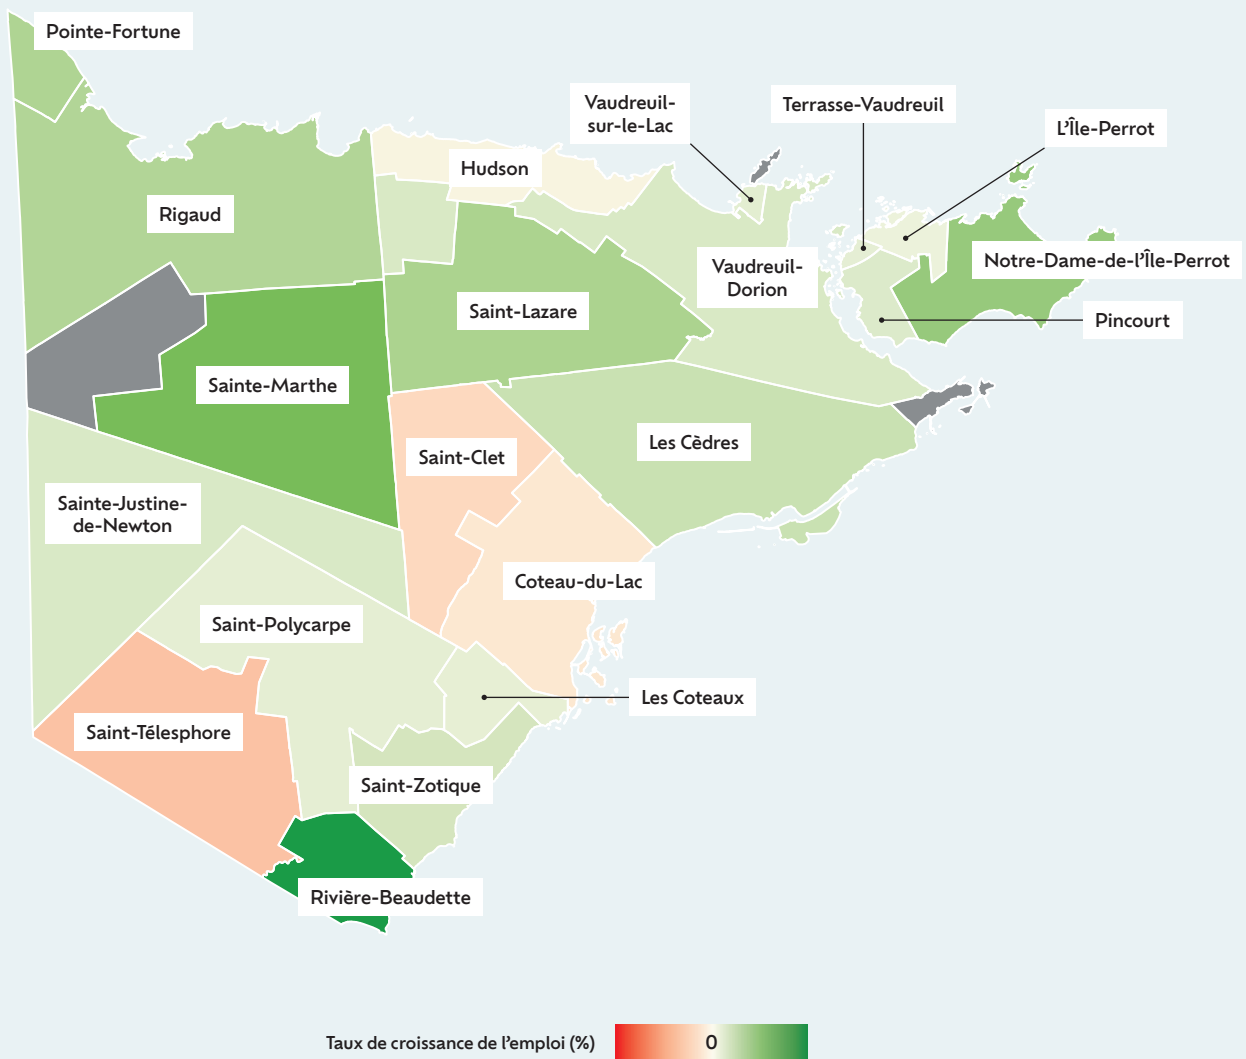 Pointe-Fortune
Vaudreuil-
sur-le-Lac
Terrasse-Vaudreuil
L'Île-Perrot
Hudson
Rigaud
Notre-Dame-de-l'Île-Perrot
Vaudreuil-
Dorion
Saint-Lazare
Pincourt
Sainte-Marthe
Les Cèdres
Saint-Clet
Sainte-Justine-
de-Newton
Coteau-du-Lac
Saint-Polycarpe
Les Coteaux
Saint-Télesphore
Saint-Zotique
Rivière-Beaudette
Taux de croissance de l'emploi (%)
0